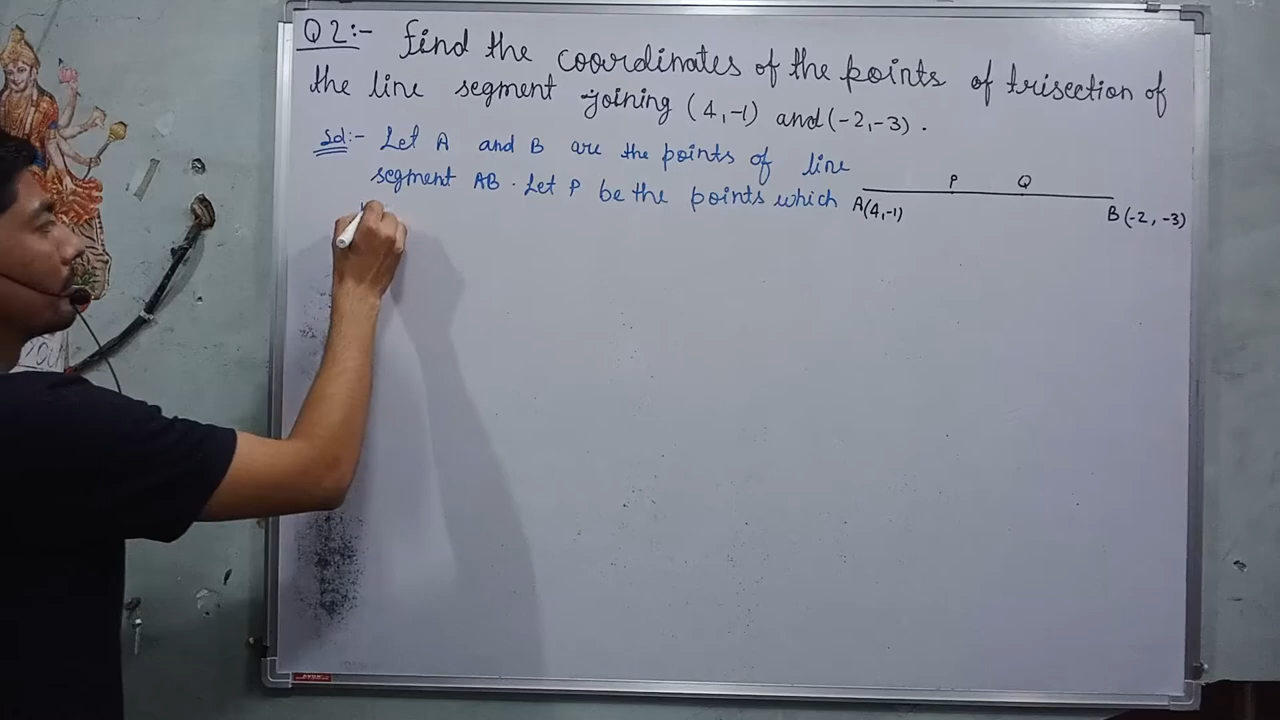 Q 2:- Find the coordinates of the points of trisection of
the line segment joining (4,-1) and (-2,-3).
Sol:- Let A and B are the points of line
segment AB. Let P be the points which
P Q
A(4,-1) B(-2, -3)